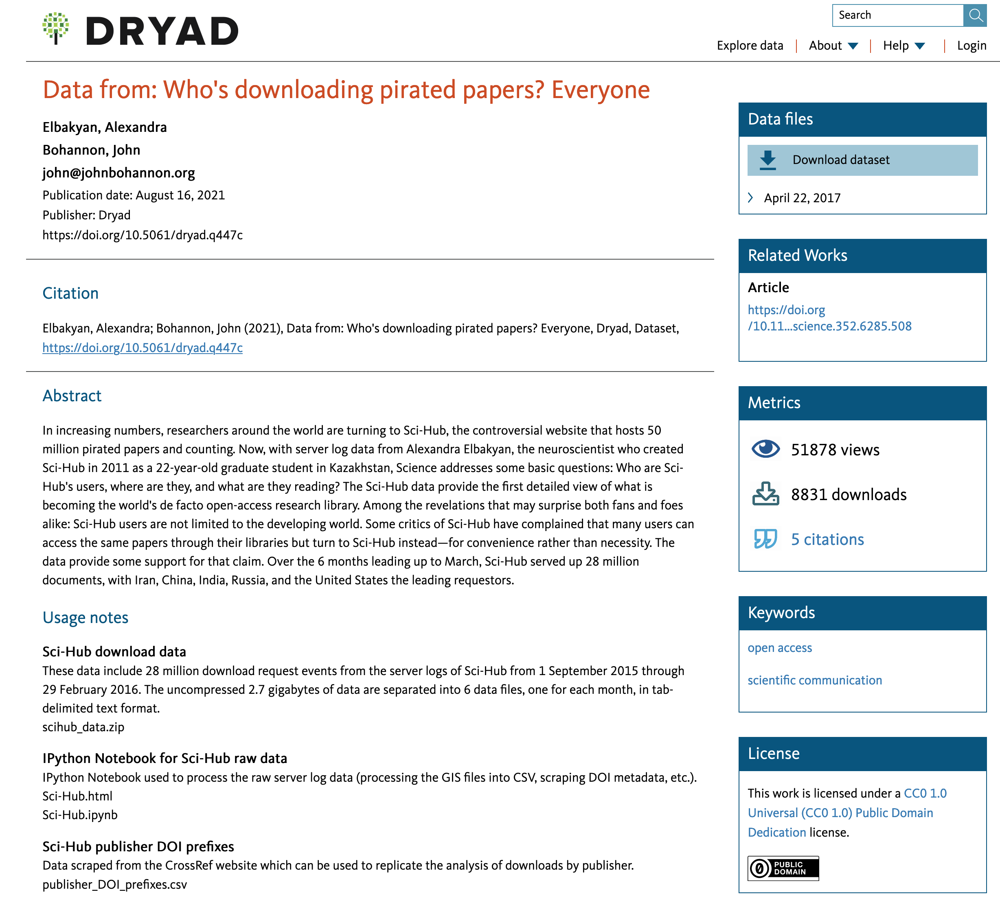 DRYAD
Search
Explore data
About
Help
Login
Data from: Who's downloading pirated papers? Everyone
Elbakyan, Alexandra
Bohannon, John
john@johnbohannon.org
Publication date: August 16, 2021
Publisher: Dryad
https://doi.org/10.5061/dryad.q447c
Citation
Elbakyan, Alexandra; Bohannon, John (2021), Data from: Who's downloading pirated papers? Everyone, Dryad, Dataset,
https://doi.org/10.5061/dryad.q447c
Abstract
In increasing numbers, researchers around the world are turning to Sci-Hub, the controversial website that hosts 50
million pirated papers and counting. Now, with server log data from Alexandra Elbakyan, the neuroscientist who created
Sci-Hub in 2011 as a 22-year-old graduate student in Kazakhstan, Science addresses some basic questions: Who are Sci-
Hub's users, where are they, and what are they reading? The Sci-Hub data provide the first detailed view of what is
becoming the world's de facto open-access research library. Among the revelations that may surprise both fans and foes
alike: Sci-Hub users are not limited to the developing world. Some critics of Sci-Hub have complained that many users can
access the same papers through their libraries but turn to Sci-Hub instead—for convenience rather than necessity. The
data provide some support for that claim. Over the 6 months leading up to March, Sci-Hub served up 28 million
documents, with Iran, China, India, Russia, and the United States the leading requestors.
Usage notes
Sci-Hub download data
These data include 28 million download request events from the server logs of Sci-Hub from 1 September 2015 through
29 February 2016. The uncompressed 2.7 gigabytes of data are separated into 6 data files, one for each month, in tab-
delimited text format.
scihub_data.zip
IPython Notebook for Sci-Hub raw data
IPython Notebook used to process the raw server log data (processing the GIS files into CSV, scraping DOI metadata, etc.).
Sci-Hub.html
Sci-Hub.ipynb
Sci-Hub publisher DOI prefixes
Data scraped from the CrossRef website which can be used to replicate the analysis of downloads by publisher.
publisher_DOI_prefixes.csv
Data files
Download dataset
April 22, 2017
Related Works
Article
https://doi.org
/10.11...science.352.6285.508
Metrics
51878 views
8831 downloads
5 citations
Keywords
open access
scientific communication
License
This work is licensed under a CC0 1.0
Universal (CC0 1.0) Public Domain
Dedication license.
0 PUBLIC
DOMAIN